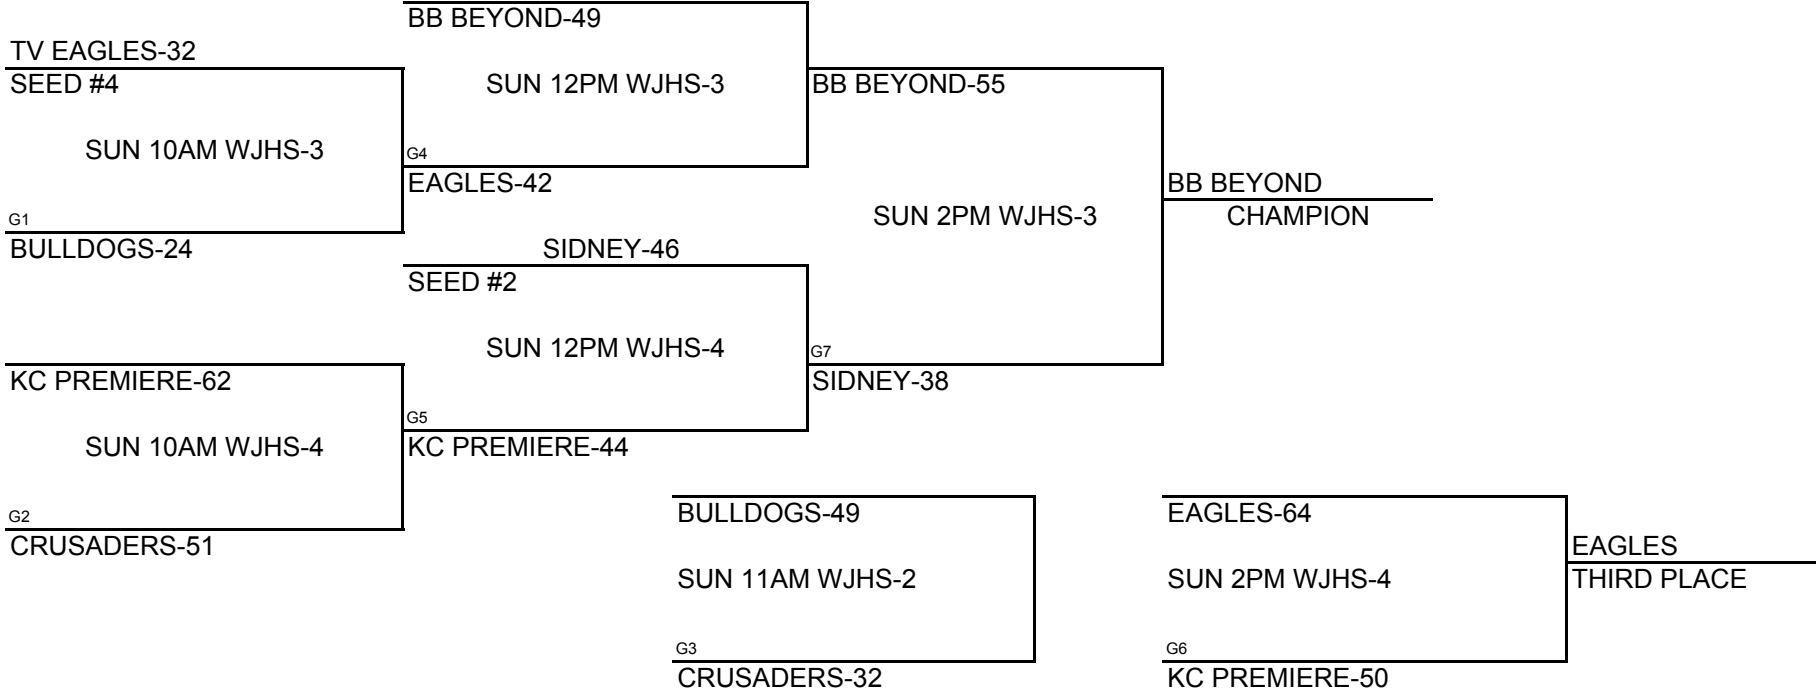 BB BEYOND-49
TV EAGLES-32
SEED #4
SUN 12PM WJHS-3
BB BEYOND-55
SUN 10AM WJHS-3
G4
EAGLES-42
BB BEYOND
G1
SUN 2PM WJHS-3
CHAMPION
BULLDOGS-24
SIDNEY-46
SEED #2
SUN 12PM WJHS-4
G7
KC PREMIERE-62
SIDNEY-38
G5
SUN 10AM WJHS-4
KC PREMIERE-44
G2
BULLDOGS-49
EAGLES-64
CRUSADERS-51
EAGLES
SUN 11AM WJHS-2
SUN 2PM WJHS-4
THIRD PLACE
G3
G6
CRUSADERS-32
KC PREMIERE-50